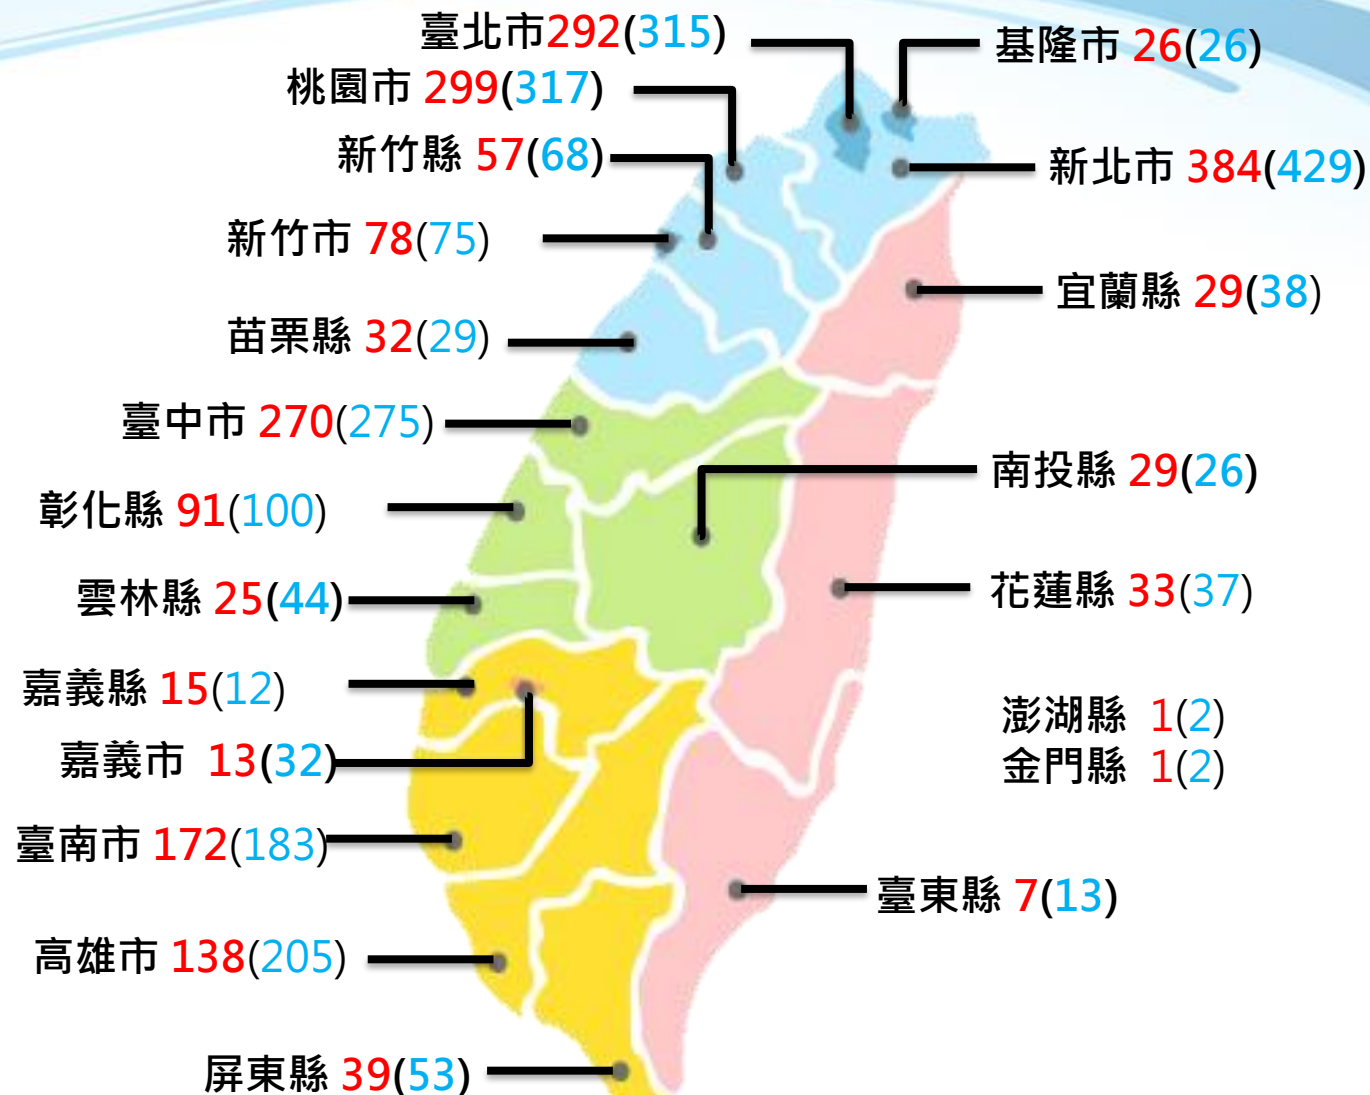 臺北市292(315)
基隆市 26(26)
桃園市 299(317)
新竹縣 57(68)
新北市 384(429)
新竹市 78(75)
宜蘭縣 29(38)
苗栗縣 32(29)
臺中市 270(275)
南投縣 29(26)
彰化縣 91(100)
雲林縣 25(44)
花蓮縣 33(37)
嘉義縣 15(12)
澎湖縣 1(2)
嘉義市 13(32)
金門縣 1(2)
臺南市 172(183)
臺東縣 7(13)
高雄市 138(205)
屏東縣 39(53)